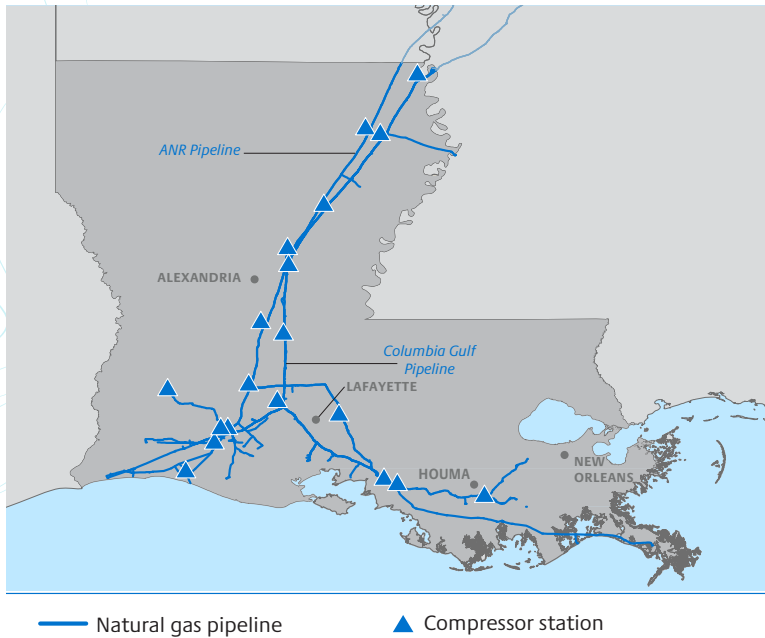 ANR Pipeline
ALEXANDRIA
Columbia Gulf
Pipeline
LAFAYETTE
HOUMA
NEW
ORLEANS
Natural gas pipeline
Compressor station